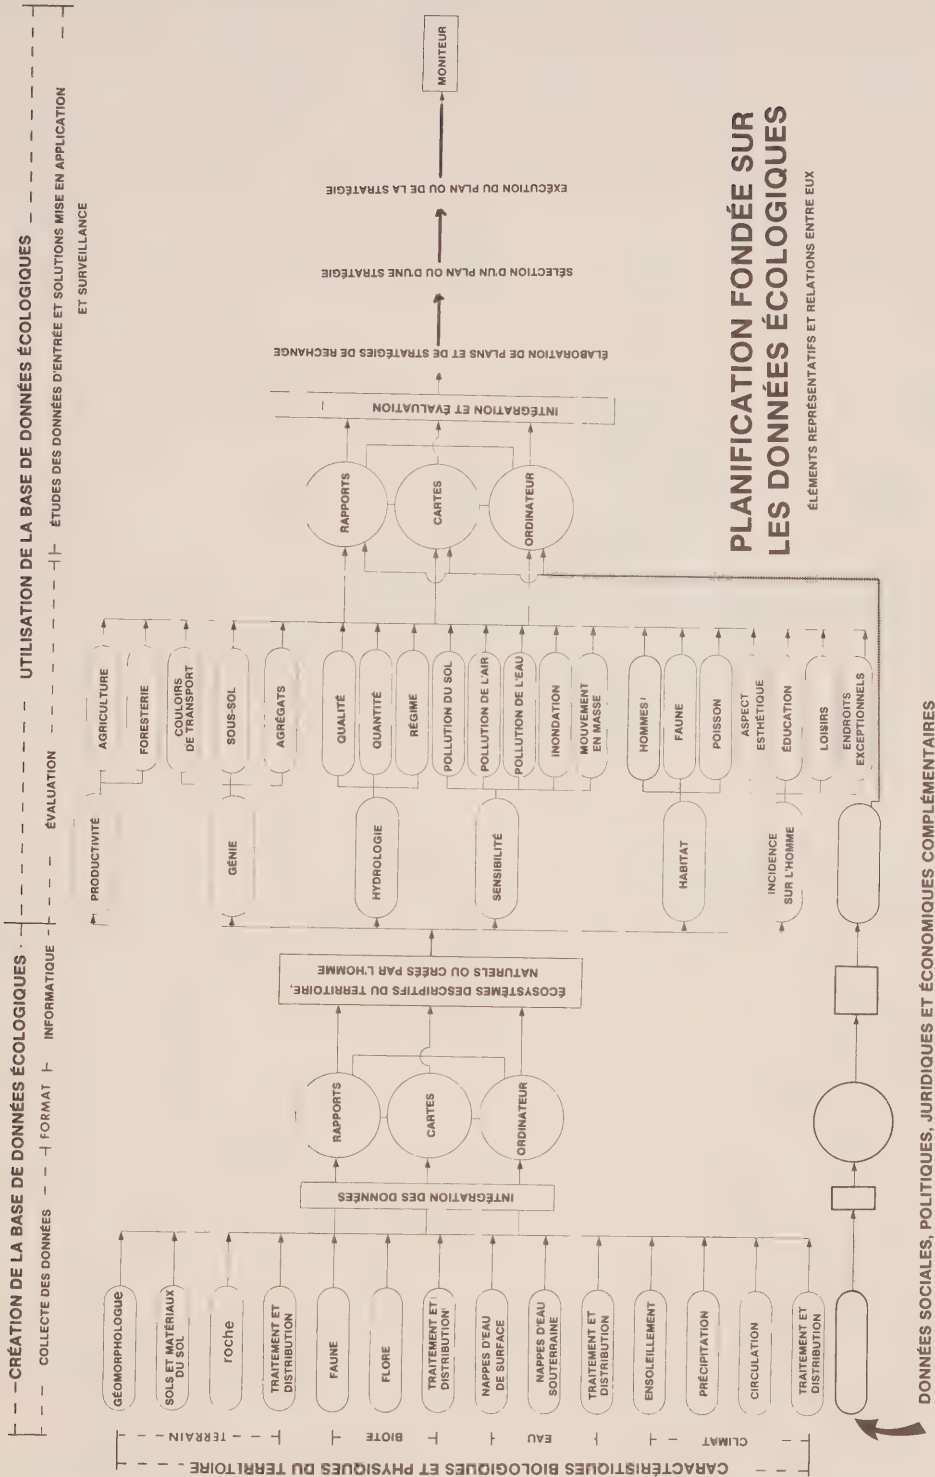 CRÉATION DE LA BASE DE DONNÉES ÉCOLOGIQUES
UTILISATION DE LA BASE DE DONNÉES ÉCOLOGIQUES
COLLECTE DES DONNÉES
FORMAT
INFORMATIQUE
ÉVALUATION
ÉTUDES DES DONNÉES D'ENTRÉE ET SOLUTIONS MISE EN APPLICATION
ET SURVEILLANCE
CARACTÉRISTIQUES BIOLOGIQUES ET PHYSIQUES DU TERRITOIRE
TERRAIN
BIOTE
EAU
CLIMAT
GÉOMORPHOLOGUE
SOLS ET MATÉRIAUX
DU SOL
roche
TRAITEMENT ET
DISTRIBUTION
FAUNE
FLORE
TRAITEMENT ET
DISTRIBUTION
NAPPES D'EAU
DE SURFACE
NAPPES D'EAU
SOUTERRAINE
TRAITEMENT ET
DISTRIBUTION
ENSOLEILLEMENT
PRÉCIPITATION
CIRCULATION
TRAITEMENT ET
DISTRIBUTION
INTÉGRATION DES DONNÉES
RAPPORTS
CARTES
ORDINATEUR
ÉCOSYSTÈMES DESCRIPTIFS DU TERRITOIRE,
NATURELS OU CRÉÉS PAR L'HOMME
PRODUCTIVITÉ
GÉNIE
HYDROLOGIE
SENSIBILITÉ
HABITAT
INCIDENCE
SUR L'HOMME
AGRICULTURE
FORESTERIE
COULOIRS
DE TRANSPORT
SOUS-SOL
AGRÉGATS
QUALITÉ
QUANTITÉ
RÉGIME
POLLUTION DU SOL
POLLUTION DE L'AIR
POLLUTION DE L'EAU
INONDATION
MOUVEMENT
EN MASSE
HOMMES
FAUNE
POISSON
ASPECT
ESTHÉTIQUE
ÉDUCATION
LOISIRS
ENDROITS
EXCEPTIONNELS
RAPPORTS
CARTES
ORDINATEUR
INTÉGRATION ET ÉVALUATION
ÉLABORATION DE PLANS ET DE STRATÉGIES DE RECHANGE
SÉLECTION D'UN PLAN OU D'UNE STRATÉGIE
EXÉCUTION DU PLAN OU DE LA STRATÉGIE
MONITEUR
PLANIFICATION FONDÉE SUR
LES DONNÉES ÉCOLOGIQUES
ÉLÉMENTS REPRÉSENTATIFS ET RELATIONS ENTRE EUX
DONNÉES SOCIALES, POLITIQUES, JURIDIQUES ET ÉCONOMIQUES COMPLÉMENTAIRES